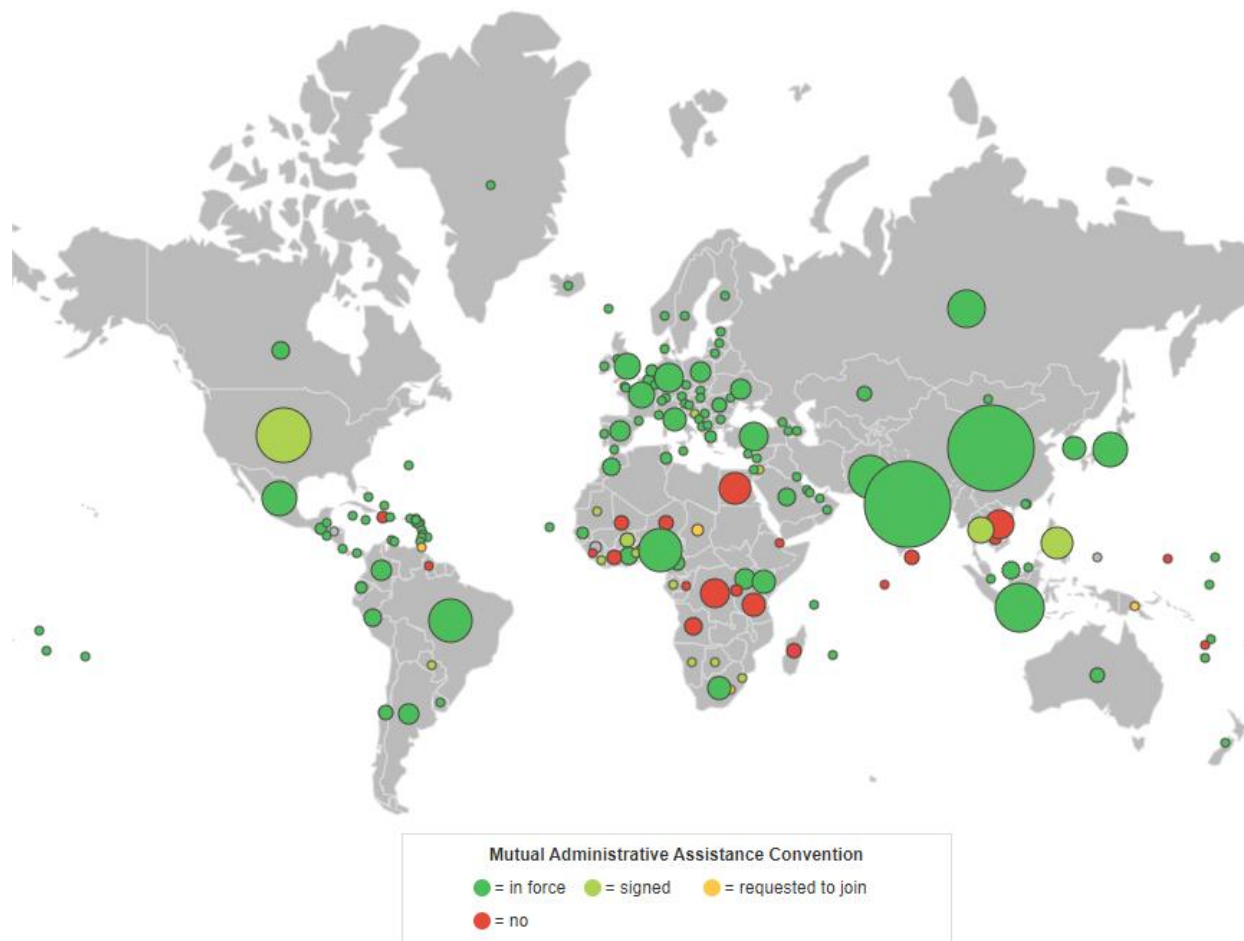 Mutual Administrative Assistance Convention
= in force = signed = requested to join
= no